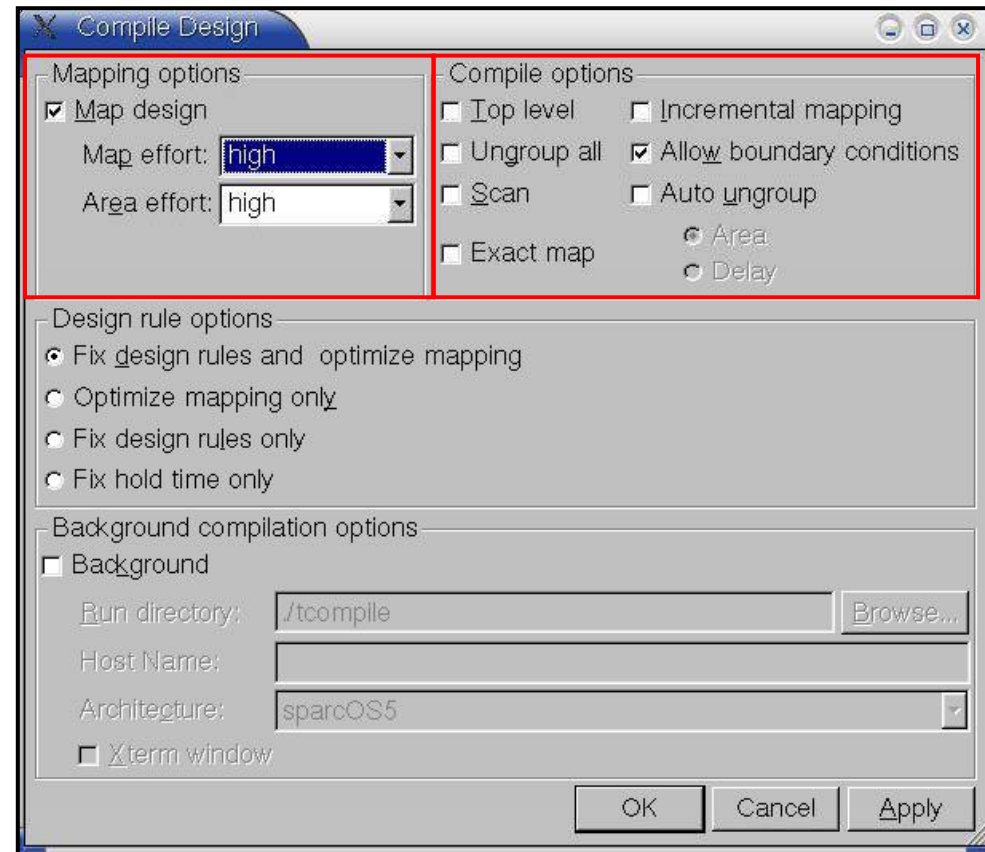 Compile Design
Mapping options
Map design
Map effort: high
Area effort: high
Compile options
Top level
Incremental mapping
Ungroup all
Allow boundary conditions
Scan
Auto ungroup
Exact map
Area
Delay
Design rule options
Fix design rules and optimize mapping
Optimize mapping only
Fix design rules only
Fix hold time only
Background compilation options
Background
Run directory: ./tcompile Browse...
Host Name:
Architecture: sparcOS5
Xterm window
OK Cancel Apply